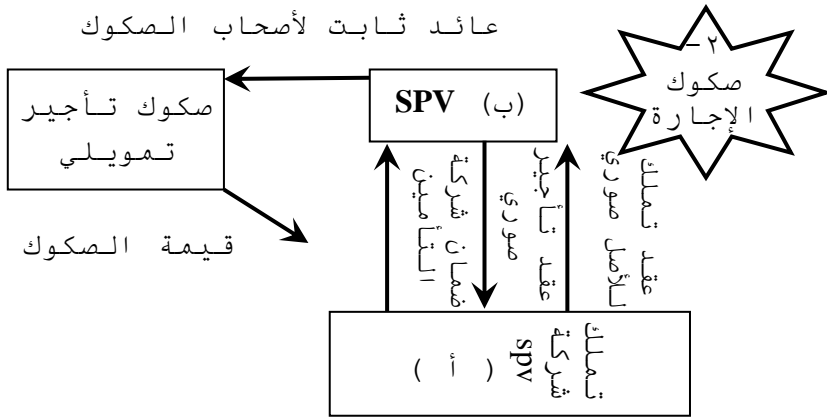 عائد ثابت لأصحاب الصكوك
٢-
صكوك
الإجارة
صكوك تأجير
تمويلي
SPV (ب)
ضمان شركة
التأمين
عقد تأجير
صوري
عقد تملك
للأصل صوري
قيمة الصكوك
تملك
شركة
spv
( أ )